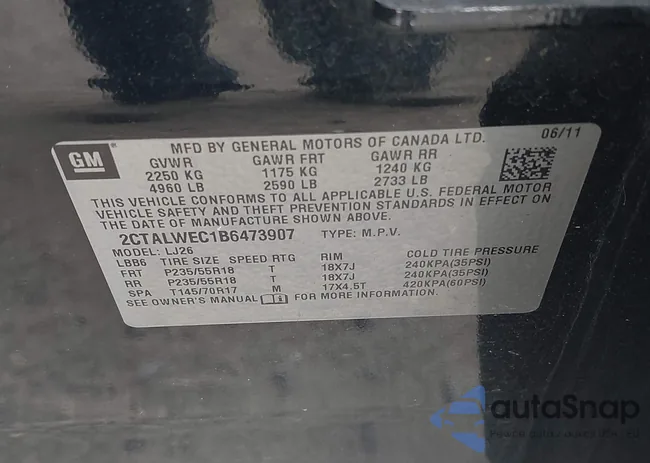 GM
MFD BY GENERAL MOTORS OF CANADA LTD. 06/11
GVWR GAWR FRT GAWR RR
2250 KG 1175 KG 1240 KG
4960 LB 2590 LB 2733 LB
THIS VEHICLE CONFORMS TO ALL APPLICABLE U.S. FEDERAL MOTOR
VEHICLE SAFETY AND THEFT PREVENTION STANDARDS IN EFFECT ON
THE DATE OF MANUFACTURE SHOWN ABOVE.
2CTALWEC1B6473907 TYPE: M.P.V.
MODEL: LJ26
LBB6 TIRE SIZE SPEED RTG RIM COLD TIRE PRESSURE
FRT P235/55R18 T 18X7J 240KPA(35PSI)
RR P235/55R18 T 18X7J 240KPA(35PSI)
SPA T145/70R17 M 17X4.5T 420KPA(60PSI)
SEE OWNER'S MANUAL FOR MORE INFORMATION.
autoSnap